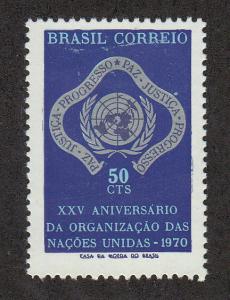 BRASIL CORREIO
PAZ · JUSTIÇA · PROGRESSO · PAZ · JUSTIÇA · PROGRESSO
50
CTS
XXV ANIVERSÁRIO
DA ORGANIZAÇÃO DAS
NAÇÕES UNIDAS - 1970
CASA DA MOEDA DO BRASIL